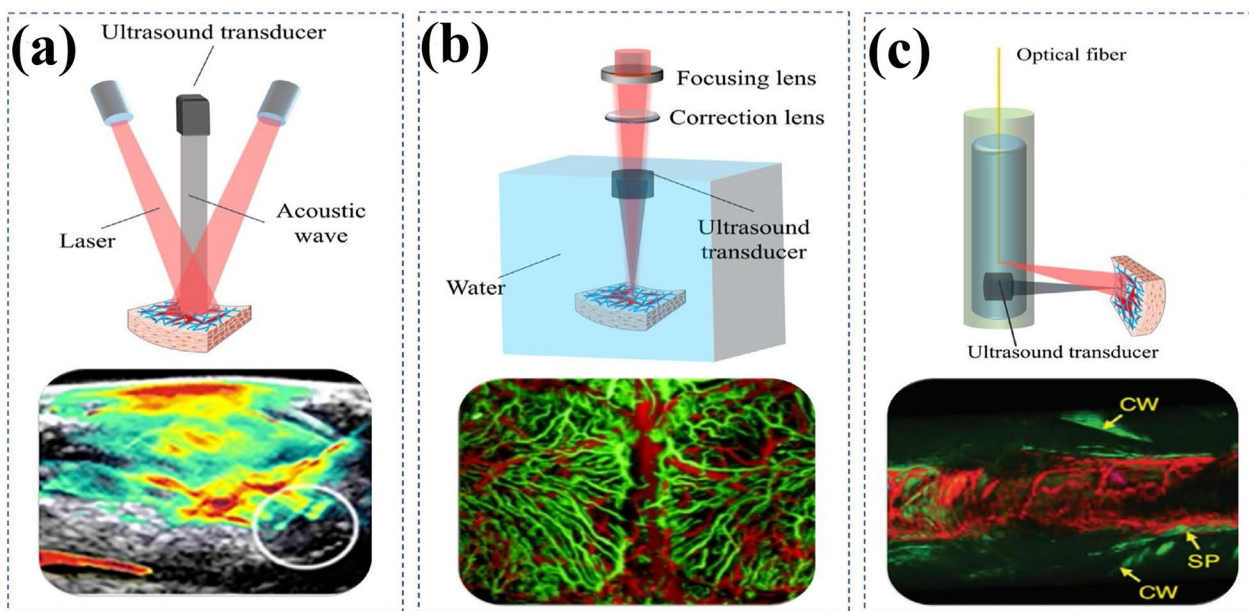 (a)
Ultrasound transducer
Laser
Acoustic
wave
(b)
Focusing lens
Correction lens
Ultrasound
transducer
Water
(c)
Optical fiber
Ultrasound transducer
CW
SP
CW